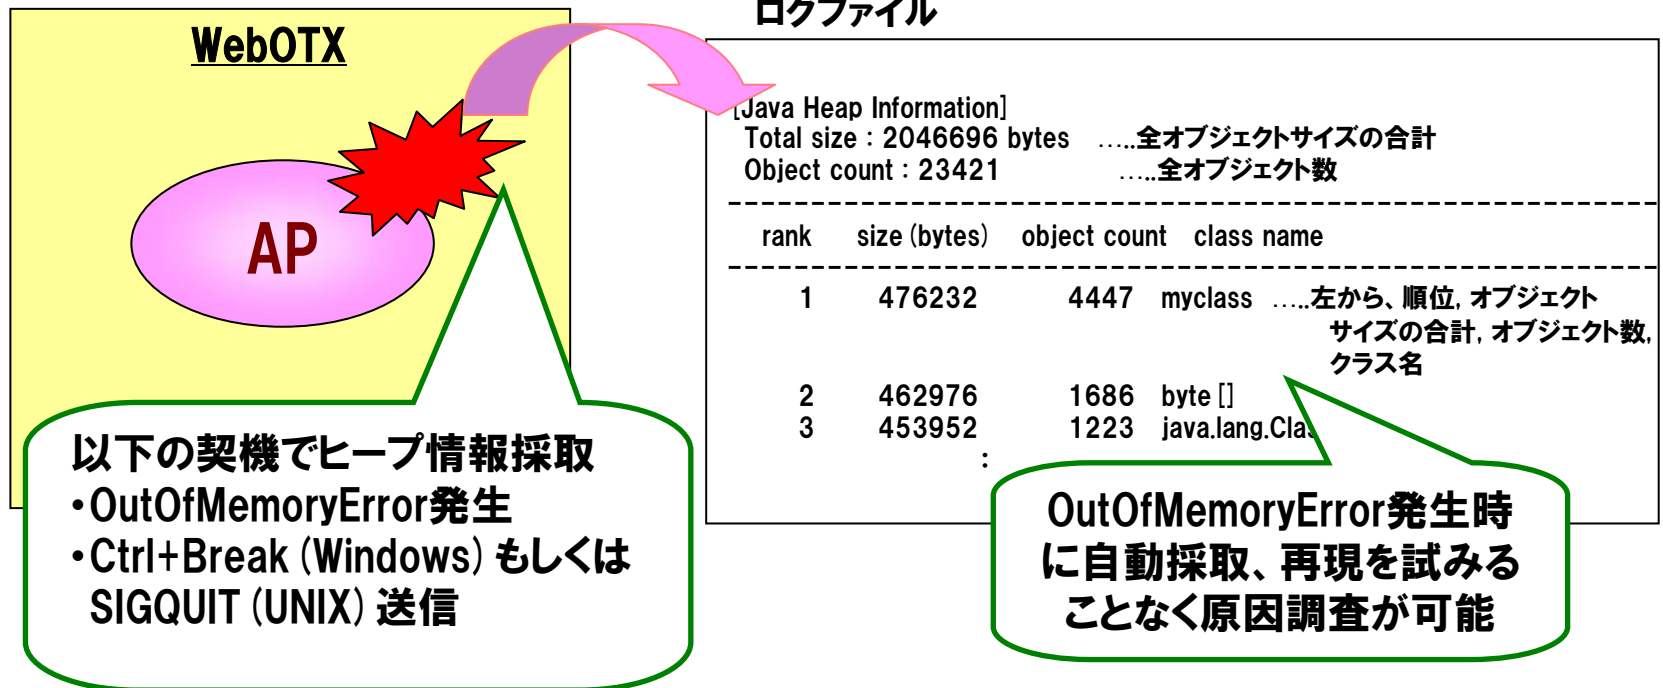 WebOTX
AP
以下の契機でヒープ情報採取
・OutOfMemoryError発生
・Ctrl+Break (Windows) もしくは
SIGQUIT (UNIX) 送信
ログファイル
[Java Heap Information]
Total size : 2046696 bytes …..全オブジェクトサイズの合計
Object count : 23421 …..全オブジェクト数
rank size (bytes) object count class name
1 476232 4447 myclass …..左から、順位, オブジェクト
サイズの合計, オブジェクト数,
クラス名
2 462976 1686 byte []
3 453952 1223 java.lang.Clas
:
OutOfMemoryError発生時
に自動採取、再現を試みる
ことなく原因調査が可能